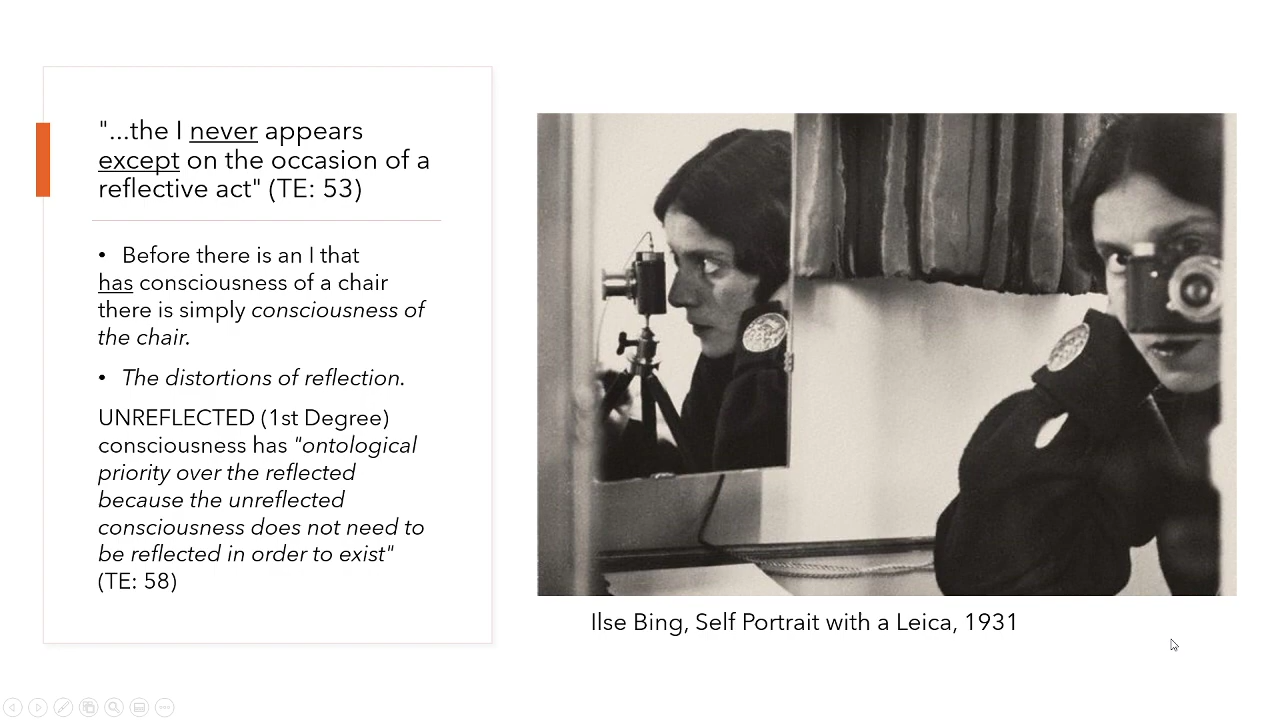 "...the I never appears
except on the occasion of a
reflective act" (TE: 53)
• Before there is an I that
has consciousness of a chair
there is simply consciousness of
the chair.
• The distortions of reflection.
UNREFLECTED (1st Degree)
consciousness has "ontological
priority over the reflected
because the unreflected
consciousness does not need to
be reflected in order to exist"
(TE: 58)
Ilse Bing, Self Portrait with a Leica, 1931